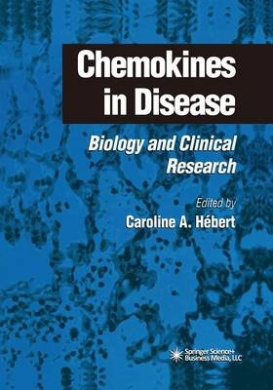 Chemokines
in Disease
Biology and Clinical
Research
Edited by
Caroline A. Hébert
Springer Science+
Business Media, LLC